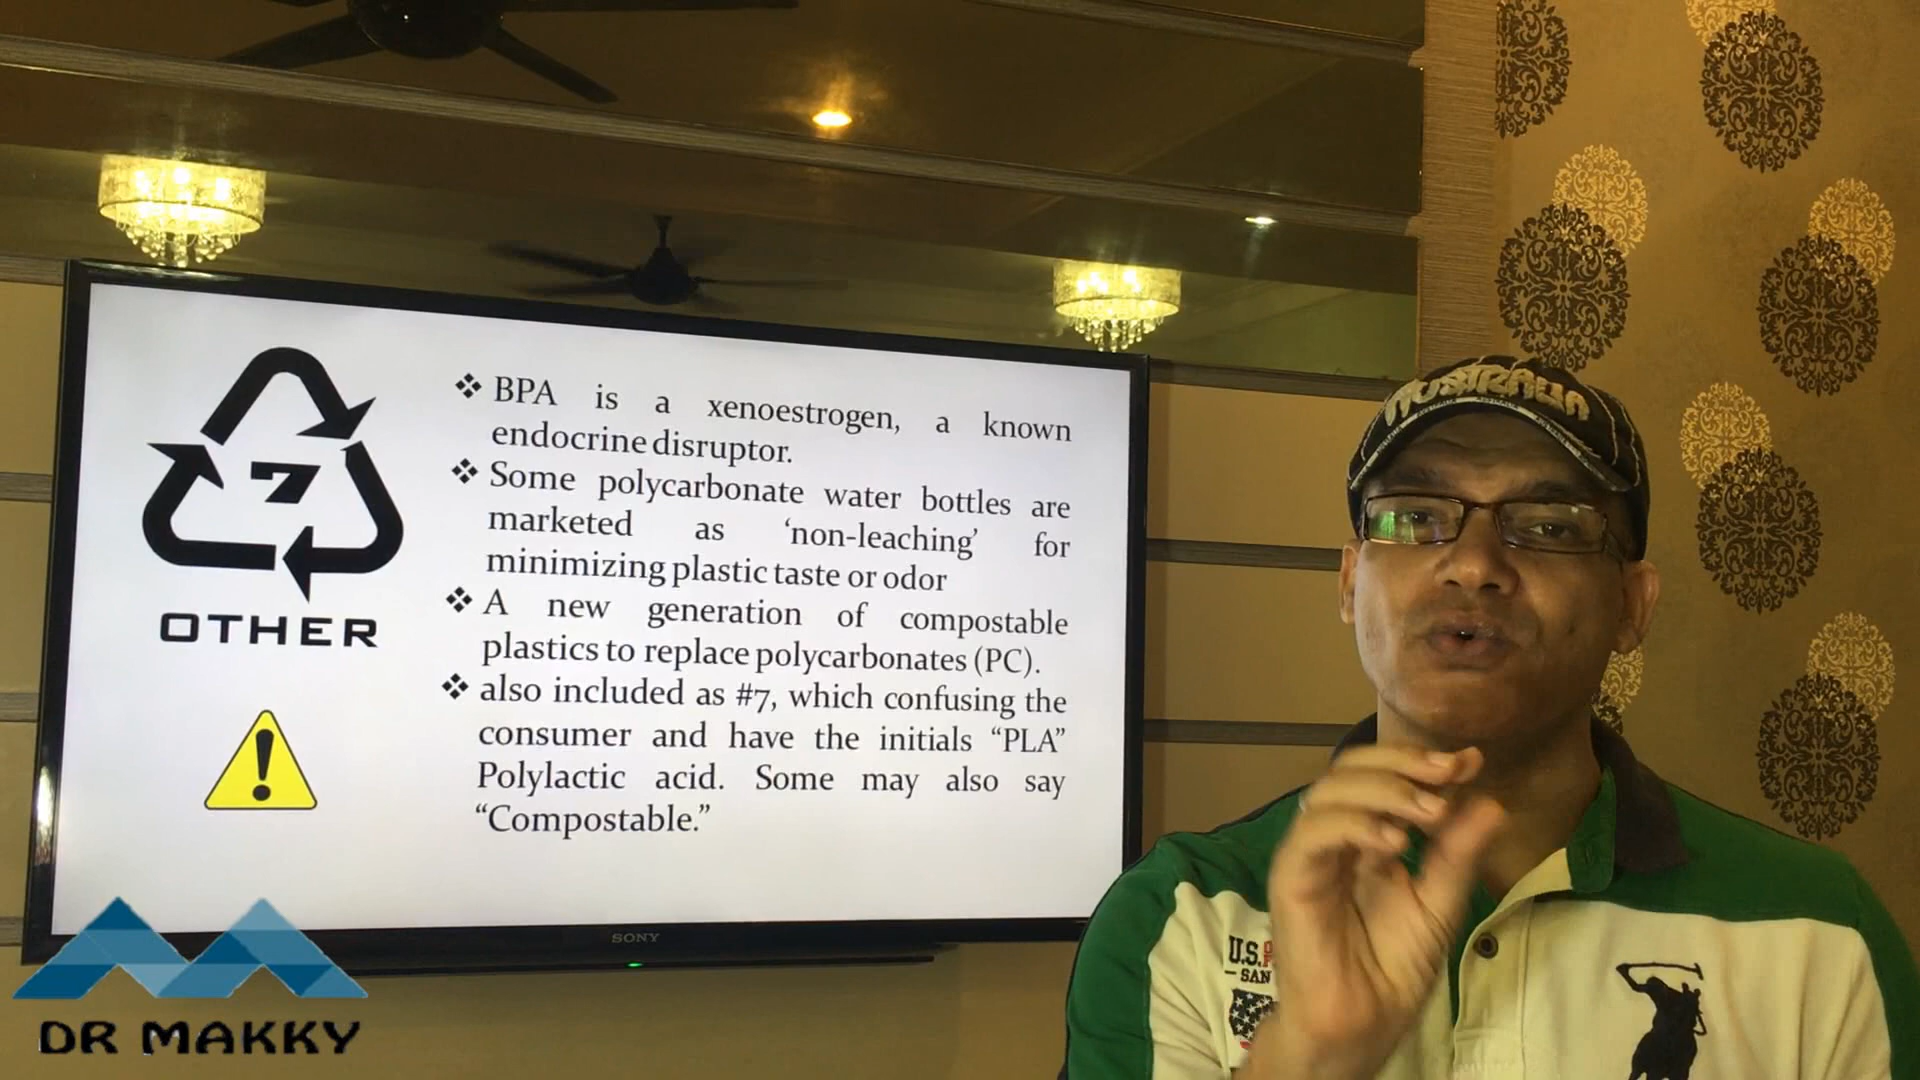 7
OTHER
❖ BPA is a xenoestrogen, a known
endocrine disruptor.
❖ Some polycarbonate water bottles are
marketed as ‘non-leaching’ for
minimizing plastic taste or odor
❖ A new generation of compostable
plastics to replace polycarbonates (PC).
❖ also included as #7, which confusing the
consumer and have the initials “PLA”
Polylactic acid. Some may also say
“Compostable.”
SONY
DR MAKKY
AUSTRALIA
U.S.
SAN